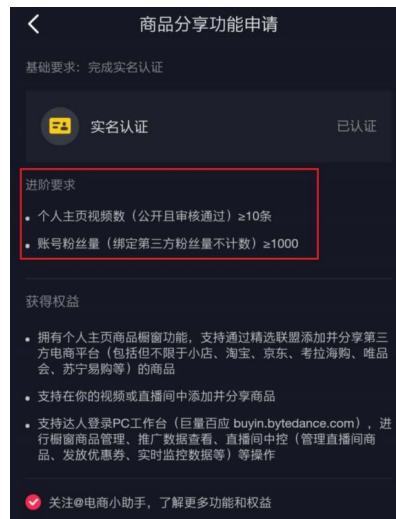 商品分享功能申请
基础要求：完成实名认证
实名认证
已认证
进阶要求
个人主页视频数（公开且审核通过）≥10条
账号粉丝量（绑定第三方粉丝量不计数）≥1000
获得权益
拥有个人主页商品橱窗功能，支持通过精选联盟添加并分享第三
方电商平台（包括但不限于小店、淘宝、京东、考拉海购、唯品
会、苏宁易购等）的商品
支持在你的视频或直播间中添加并分享商品
支持达人登录PC工作台（巨量百应 buyin.bytedance.com），进
行橱窗商品管理、推广数据查看、直播间中控（管理直播间商
品、发放优惠券、实时监控数据等）等操作
关注@电商小助手，了解更多功能和权益